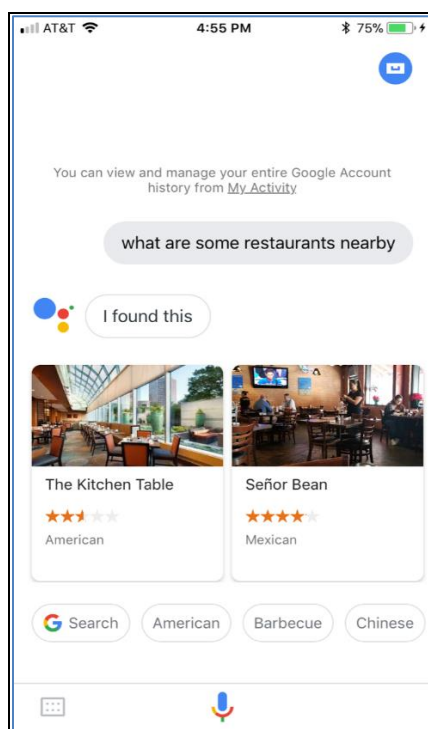 AT&T 4:55 PM 75%
You can view and manage your entire Google Account
history from My Activity
what are some restaurants nearby
I found this
The Kitchen Table Señor Bean
American Mexican
G Search American Barbecue Chinese